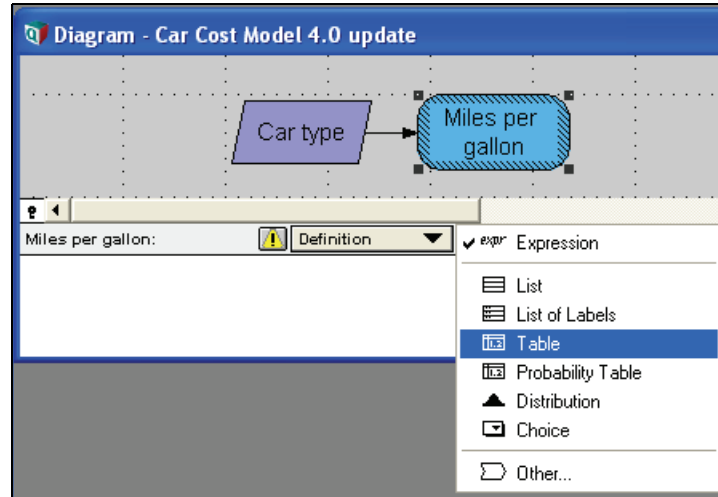 Diagram - Car Cost Model 4.0 update
Car type
Miles per
gallon
Miles per gallon:
Definition
expr Expression
List
List of Labels
Table
Probability Table
Distribution
Choice
Other...